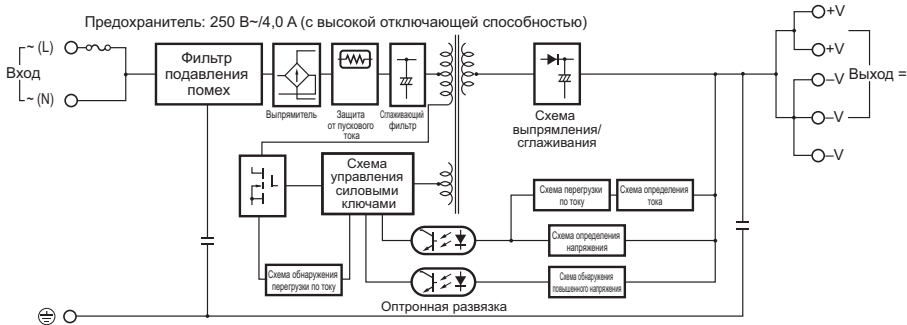 Предохранитель: 250 В~/4,0 А (с высокой отключающей способностью)
~ (L)
Вход
~ (N)
Фильтр
подавления
помех
Выпрямитель
Защита
от пускового
тока
Сглаживающий
фильтр
Схема
выпрямления/
сглаживания
+V
+V
–V
Выход =
–V
–V
Схема
управления
силовыми
ключами
Схема перегрузки
по току
Схема определения
тока
Схема определения
напряжения
Схема обнаружения
перегрузки по току
Схема обнаружения
повышенного напряжения
Оптронная развязка